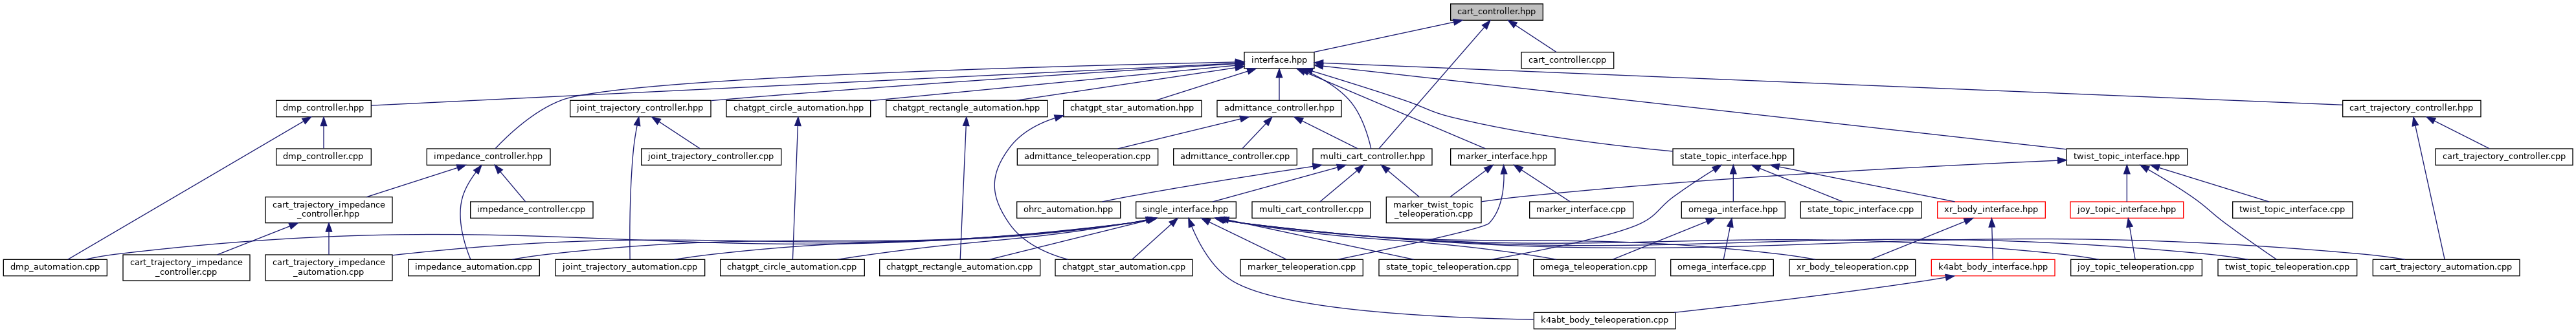 cart_controller.hpp
interface.hpp
cart_controller.cpp
dmp_controller.hpp
joint_trajectory_controller.hpp
chatgpt_circle_automation.hpp
chatgpt_rectangle_automation.hpp
chatgpt_star_automation.hpp
admittance_controller.hpp
cart_trajectory_controller.hpp
dmp_controller.cpp
impedance_controller.hpp
joint_trajectory_controller.cpp
admittance_teleoperation.cpp
admittance_controller.cpp
multi_cart_controller.hpp
marker_interface.hpp
state_topic_interface.hpp
twist_topic_interface.hpp
cart_trajectory_controller.cpp
cart_trajectory_impedance
_controller.hpp
impedance_controller.cpp
ohrc_automation.hpp
single_interface.hpp
multi_cart_controller.cpp
marker_twist_topic
_teleoperation.cpp
marker_interface.cpp
omega_interface.hpp
state_topic_interface.cpp
xr_body_interface.hpp
joy_topic_interface.hpp
twist_topic_interface.cpp
dmp_automation.cpp
cart_trajectory_impedance
_controller.cpp
cart_trajectory_impedance
_automation.cpp
impedance_automation.cpp
joint_trajectory_automation.cpp
chatgpt_circle_automation.cpp
chatgpt_rectangle_automation.cpp
chatgpt_star_automation.cpp
marker_teleoperation.cpp
state_topic_teleoperation.cpp
omega_teleoperation.cpp
omega_interface.cpp
xr_body_teleoperation.cpp
k4abt_body_interface.hpp
joy_topic_teleoperation.cpp
twist_topic_teleoperation.cpp
cart_trajectory_automation.cpp
k4abt_body_teleoperation.cpp